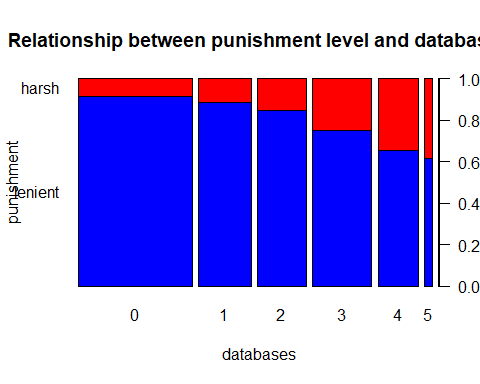 Relationship between punishment level and databas
harsh
lenient
punishment
1.0
0.8
0.6
0.4
0.2
0.0
0 1 2 3 4 5
databases